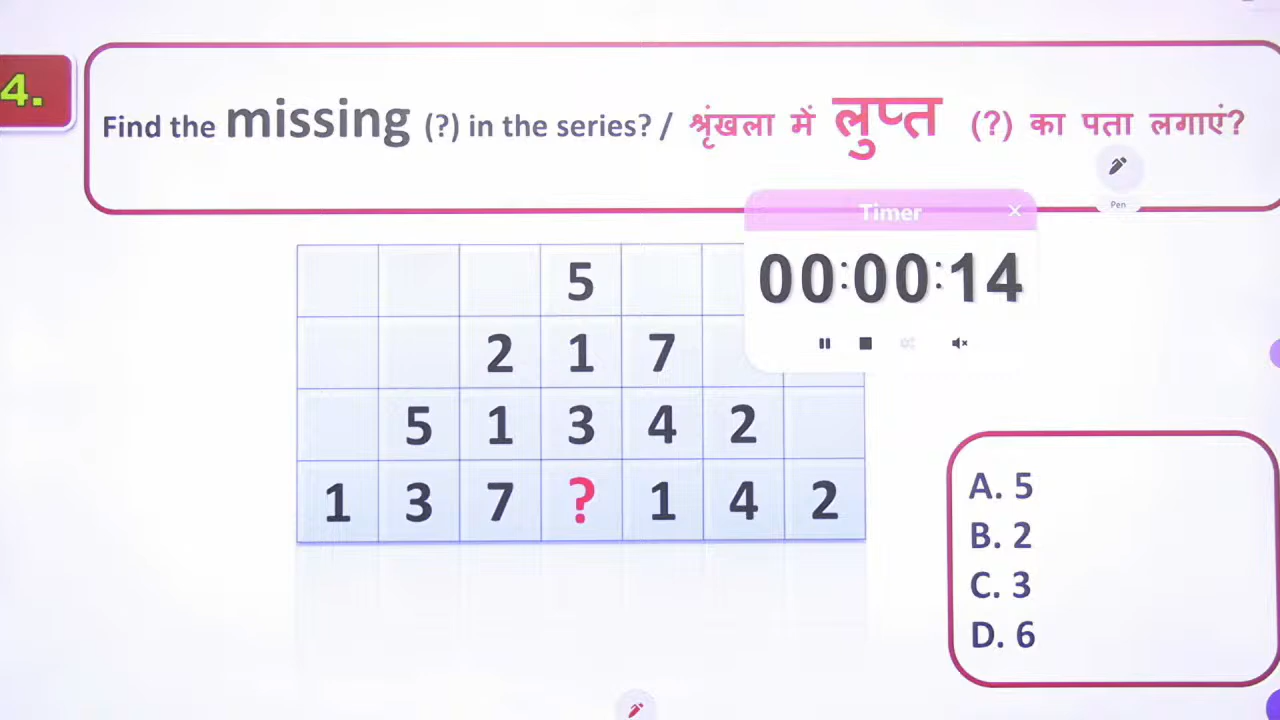 4.
Find the missing (?) in the series? / श्रृंखला में लुप्त (?) का पता लगाएं?
Pen
Timer
00:00:14
5
2 1 7
5 1 3 4 2
1 3 7 ? 1 4 2
A. 5
B. 2
C. 3
D. 6